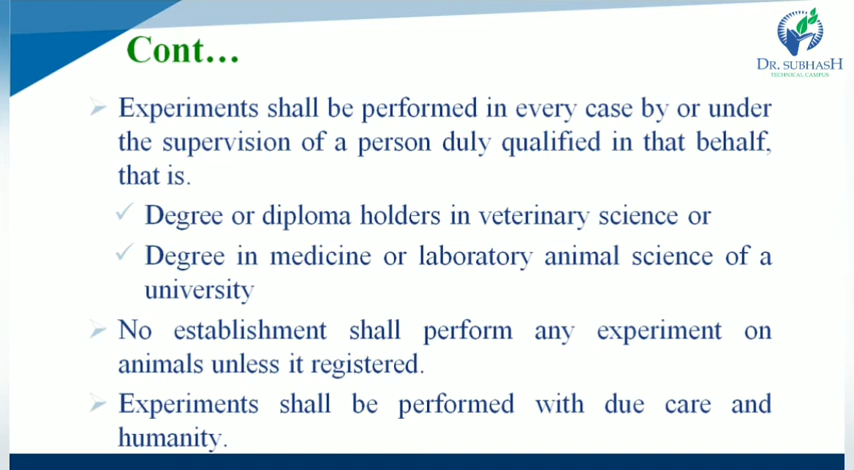 Cont…
DR. SUBHASH
TECHNICAL CAMPUS
Experiments shall be performed in every case by or under
the supervision of a person duly qualified in that behalf,
that is.
Degree or diploma holders in veterinary science or
Degree in medicine or laboratory animal science of a
university
No establishment shall perform any experiment on
animals unless it registered.
Experiments shall be performed with due care and
humanity.